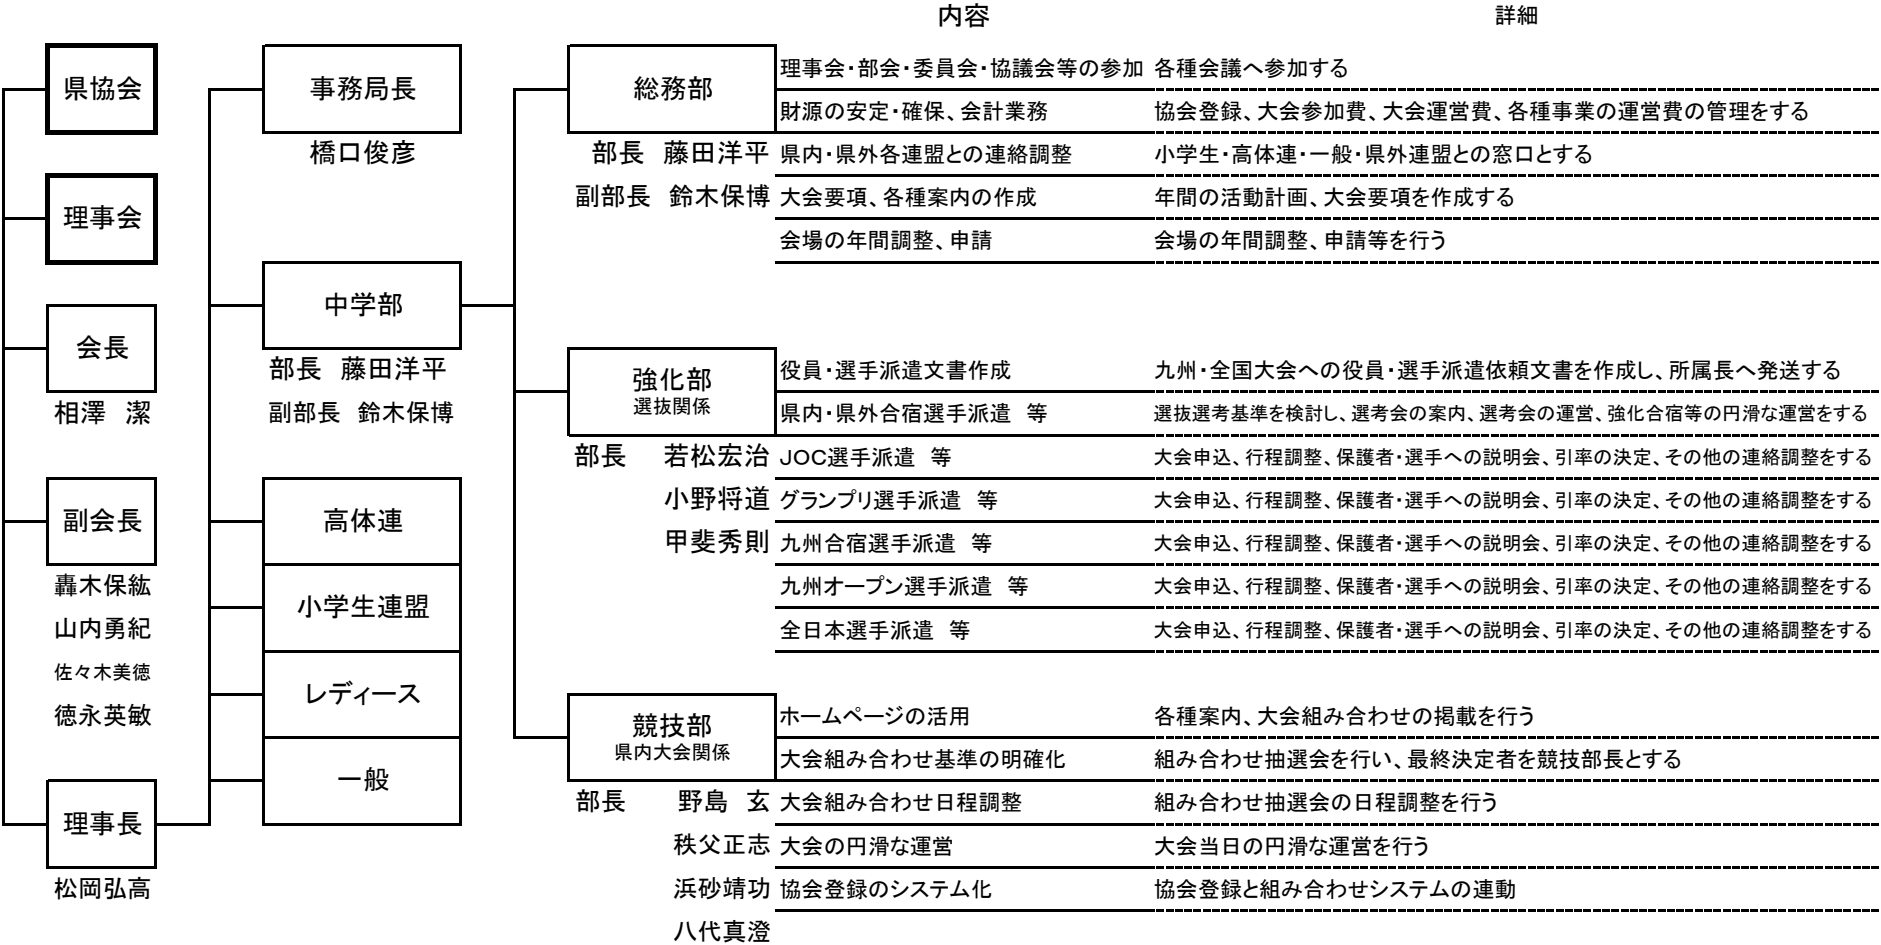 内容 詳細
県協会
理事会
会長
相澤　潔
副会長
轟木保紘
山内勇紀
佐々木美徳
徳永英敏
理事長
松岡弘高
事務局長
橋口俊彦
中学部
部長　藤田洋平
副部長　鈴木保博
高体連
小学生連盟
レディース
一般
総務部
部長　藤田洋平
副部長　鈴木保博
理事会・部会・委員会・協議会等の参加 各種会議へ参加する
財源の安定・確保、会計業務 協会登録、大会参加費、大会運営費、各種事業の運営費の管理をする
県内・県外各連盟との連絡調整 小学生・高体連・一般・県外連盟との窓口とする
大会要項、各種案内の作成 年間の活動計画、大会要項を作成する
会場の年間調整、申請 会場の年間調整、申請等を行う
強化部
選抜関係
部長　若松宏治
小野将道
甲斐秀則
役員・選手派遣文書作成 九州・全国大会への役員・選手派遣依頼文書を作成し、所属長へ発送する
県内・県外合宿選手派遣　等 選抜選考基準を検討し、選考会の案内、選考会の運営、強化合宿等の円滑な運営をする
JOC選手派遣　等 大会申込、行程調整、保護者・選手への説明会、引率の決定、その他の連絡調整をする
グランプリ選手派遣　等 大会申込、行程調整、保護者・選手への説明会、引率の決定、その他の連絡調整をする
九州合宿選手派遣　等 大会申込、行程調整、保護者・選手への説明会、引率の決定、その他の連絡調整をする
九州オープン選手派遣　等 大会申込、行程調整、保護者・選手への説明会、引率の決定、その他の連絡調整をする
全日本選手派遣　等 大会申込、行程調整、保護者・選手への説明会、引率の決定、その他の連絡調整をする
競技部
県内大会関係
部長　野島　玄
秩父正志
浜砂靖功
八代真澄
ホームページの活用 各種案内、大会組み合わせの掲載を行う
大会組み合わせ基準の明確化 組み合わせ抽選会を行い、最終決定者を競技部長とする
大会組み合わせ日程調整 組み合わせ抽選会の日程調整を行う
大会の円滑な運営 大会当日の円滑な運営を行う
協会登録のシステム化 協会登録と組み合わせシステムの連動